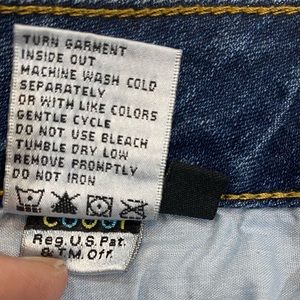 TURN GARMENT
INSIDE OUT
MACHINE WASH COLD
SEPARATELY
OR WITH LIKE COLORS
GENTLE CYCLE
DO NOT USE BLEACH
TUMBLE DRY LOW
REMOVE PROMPTLY
DO NOT IRON
Reg. U.S. Pat.
& T.M. Off.